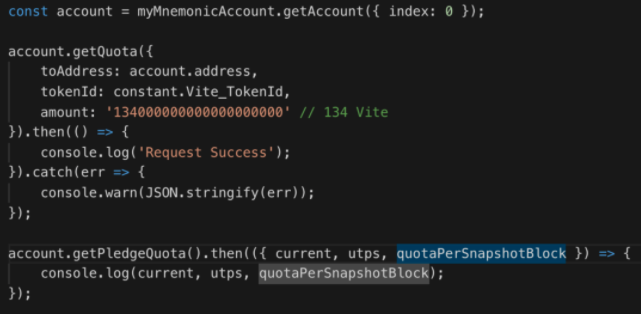 const account = myMnemonicAccount.getAccount({ index: 0 });
account.getQuota({
toAddress: account.address,
tokenId: constant.Vite_TokenId,
amount: '134000000000000000000' // 134 Vite
}).then(() => {
console.log('Request Success');
}).catch(err => {
console.warn(JSON.stringify(err));
});
account.getPledgeQuota().then(({ current, utps, quotaPerSnapshotBlock }) => {
console.log(current, utps, quotaPerSnapshotBlock);
});